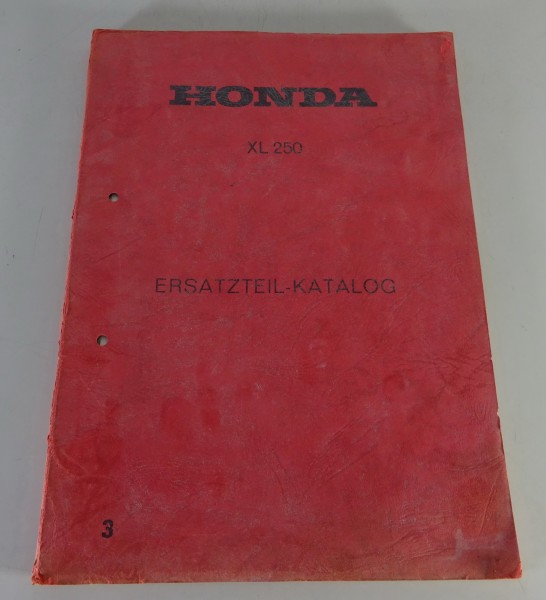 HONDA
XL 250
ERSATZTEIL-KATALOG
3